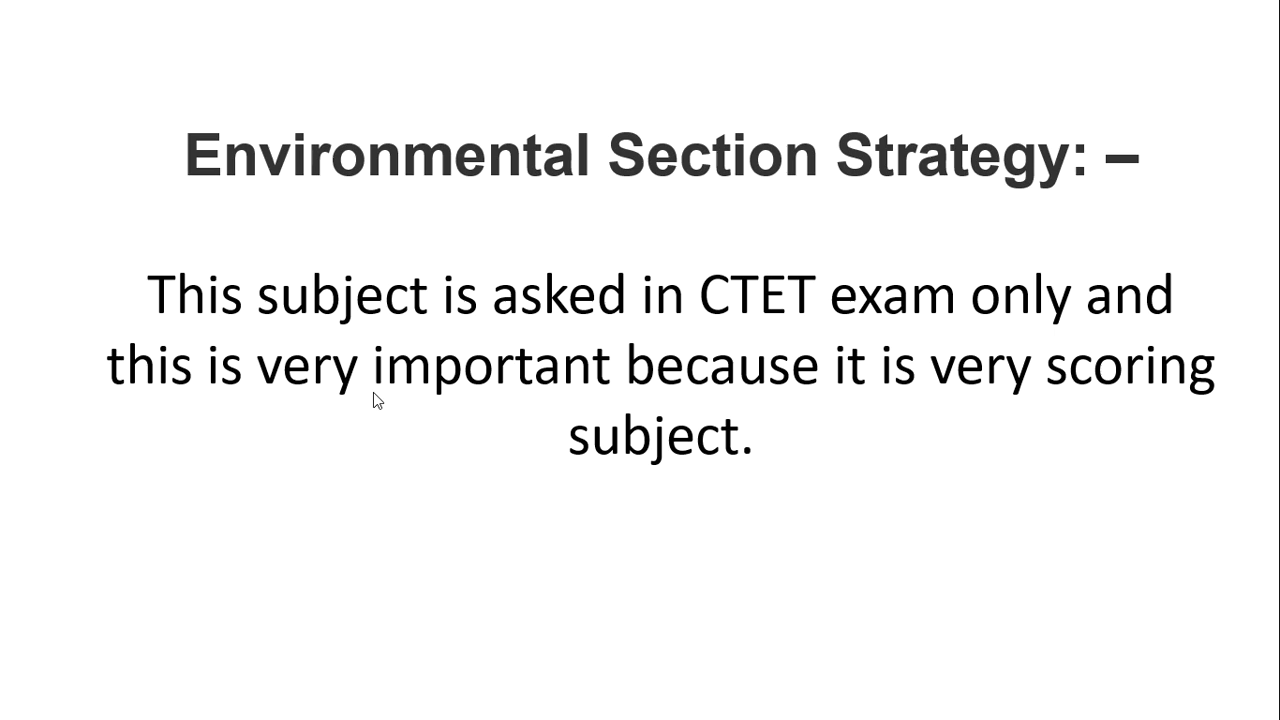 Environmental Section Strategy: –
This subject is asked in CTET exam only and
this is very important because it is very scoring
subject.